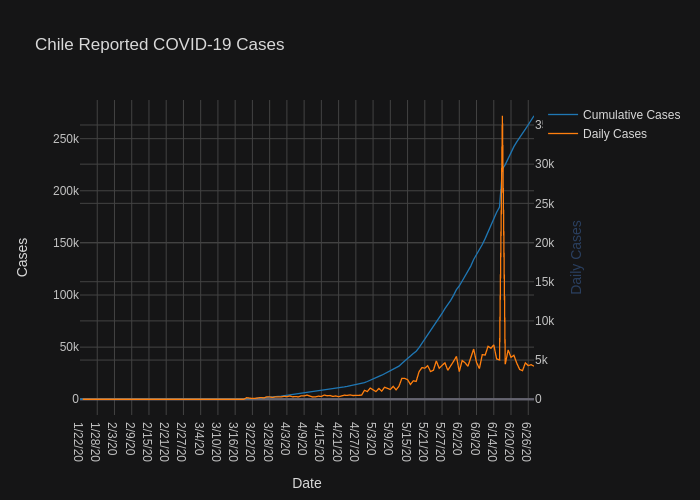 Chile Reported COVID-19 Cases
Cumulative Cases
Daily Cases
250k
200k
150k
100k
50k
0
30k
25k
20k
15k
10k
5k
0
Cases
Daily Cases
1/22/20
1/28/20
2/3/20
2/9/20
2/15/20
2/21/20
2/27/20
3/4/20
3/10/20
3/16/20
3/22/20
3/28/20
4/3/20
4/9/20
4/15/20
4/21/20
4/27/20
5/3/20
5/9/20
5/15/20
5/21/20
5/27/20
6/2/20
6/8/20
6/14/20
6/20/20
6/26/20
Date